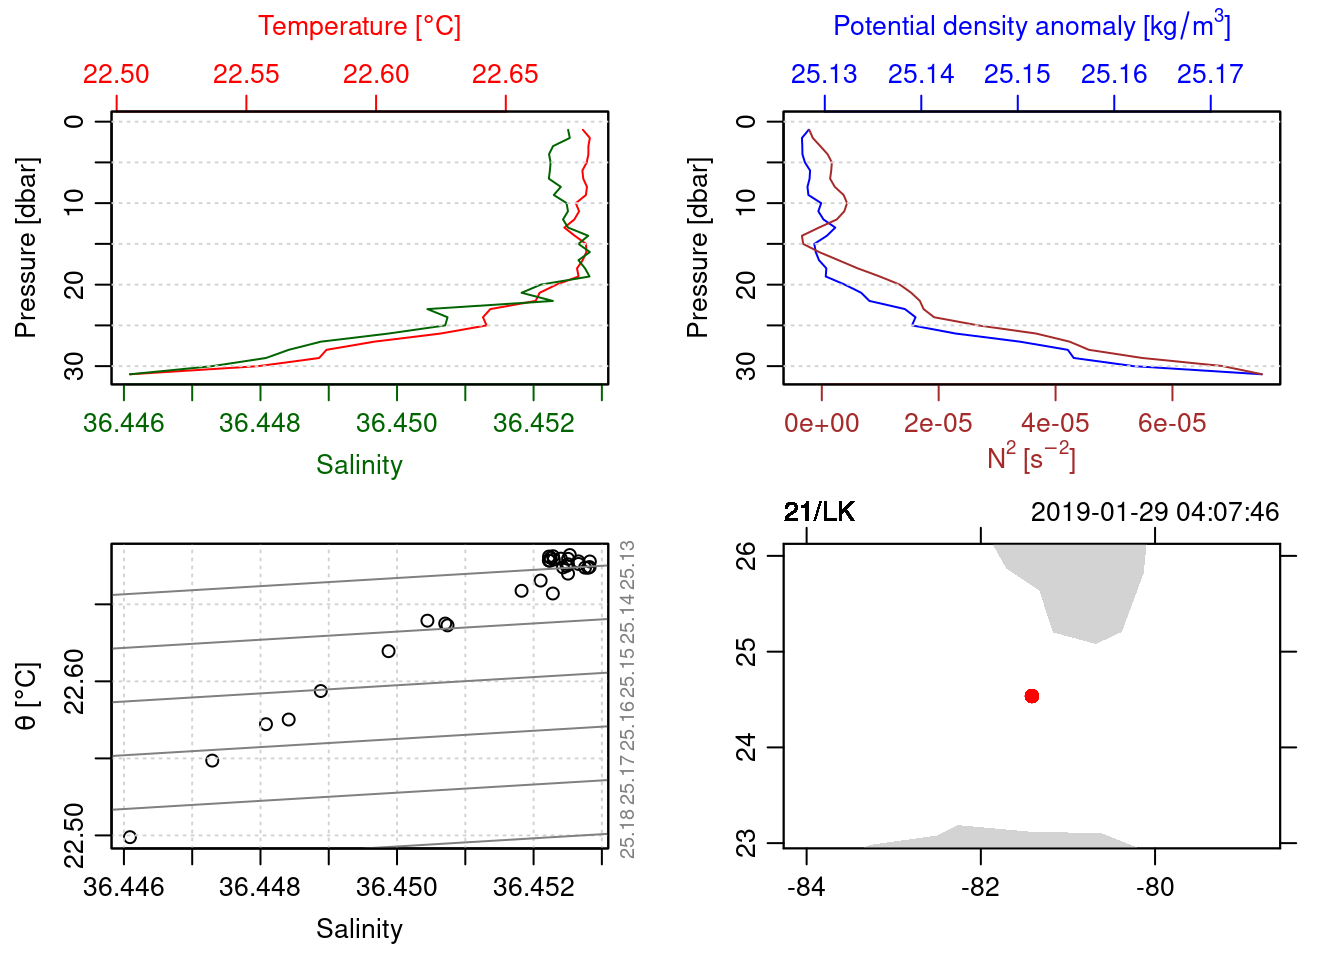 Temperature [°C]
22.50 22.55 22.60 22.65
0
10
20
30
Pressure [dbar]
36.446 36.448 36.450 36.452
Salinity
Potential density anomaly [kg/m³]
25.13 25.14 25.15 25.16 25.17
0
10
20
30
Pressure [dbar]
0e+00 2e-05 4e-05 6e-05
N² [s⁻²]
22.60
22.50
θ [°C]
25.13
25.14
25.15
25.16
25.17
25.18
36.446 36.448 36.450 36.452
Salinity
21/LK 2019-01-29 04:07:46
26
25
24
23
-84 -82 -80